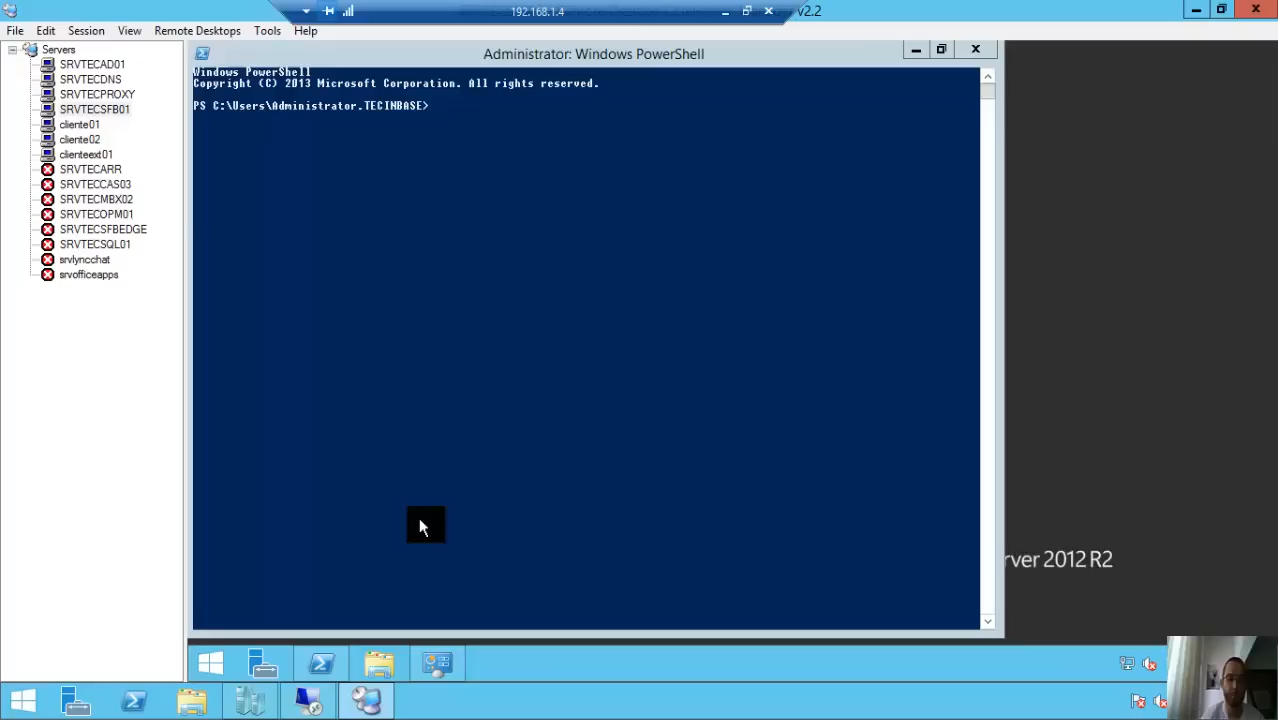 192.168.1.4
v2.2
File Edit Session View Remote Desktops Tools Help
Servers
SRVTECAD01
SRVTECDNS
SRVTECPROXY
SRVTECSFB01
cliente01
cliente02
clienteext01
SRVTECARR
SRVTECCAS03
SRVTECMBX02
SRVTECOPM01
SRVTECSFBEDGE
SRVTECSQL01
srvlyncchat
srvofficeapps
Administrator: Windows PowerShell
Windows PowerShell
Copyright (C) 2013 Microsoft Corporation. All rights reserved.
PS C:\Users\Administrator.TECINBASE>
rver 2012 R2